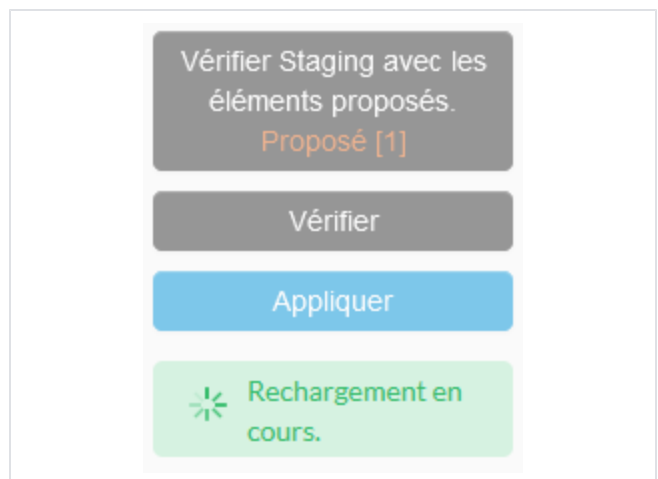 Vérifier Staging avec les
éléments proposés.
Proposé [1]
Vérifier
Appliquer
Rechargement en
cours.